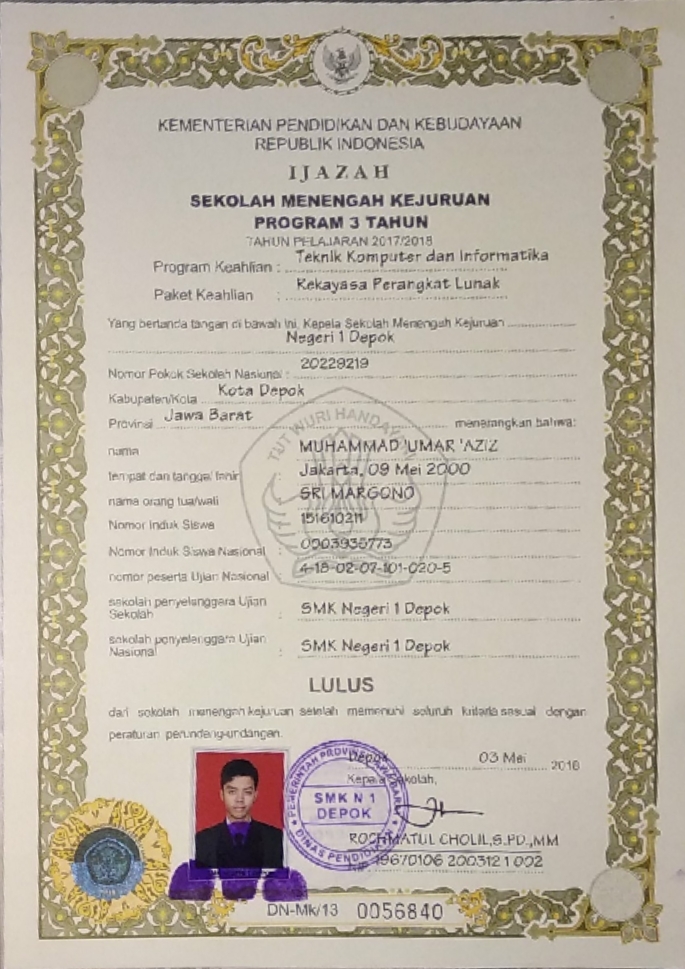 KEMENTERIAN PENDIDIKAN DAN KEBUDAYAAN
REPUBLIK INDONESIA
IJAZAH
SEKOLAH MENENGAH KEJURUAN
PROGRAM 3 TAHUN
TAHUN PELAJARAN 2017/2018
Program Keahlian : Teknik Komputer dan Informatika
Paket Keahlian : Rekayasa Perangkat Lunak
Yang bertanda tangan di bawah ini, Kepala Sekolah Menengah Kejuruan
Negeri 1 Depok
Nomor Pokok Sekolah Nasional : 20229219
Kabupaten/Kota Kota Depok
Provinsi Jawa Barat menerangkan bahwa:
TUT WURI HANDAYANI
nama : MUHAMMAD 'UMAR 'AZIZ
tempat dan tanggal lahir : Jakarta, 09 Mei 2000
nama orang tua/wali : SRI MARGONO
Nomor Induk Siswa : 151610211
Nomor Induk Siswa Nasional : 0003935773
nomor peserta Ujian Nasional : 4-18-02-07-101-020-5
sekolah penyelenggara Ujian
Sekolah : SMK Negeri 1 Depok
sekolah penyelenggara Ujian
Nasional : SMK Negeri 1 Depok
LULUS
dari sekolah menengah kejuruan setelah memenuhi seluruh kriteria sesuai dengan
peraturan perundang-undangan.
Depok 03 Mei 2018
Kepala Sekolah,
PEMERINTAH PROVINSI JAWA BARAT
SMK N 1
DEPOK
DINAS PENDIDIKAN
ROCHMATUL CHOLIL,S.PD.,MM
19670106 2003121 002
DN-Mk/13 0056840